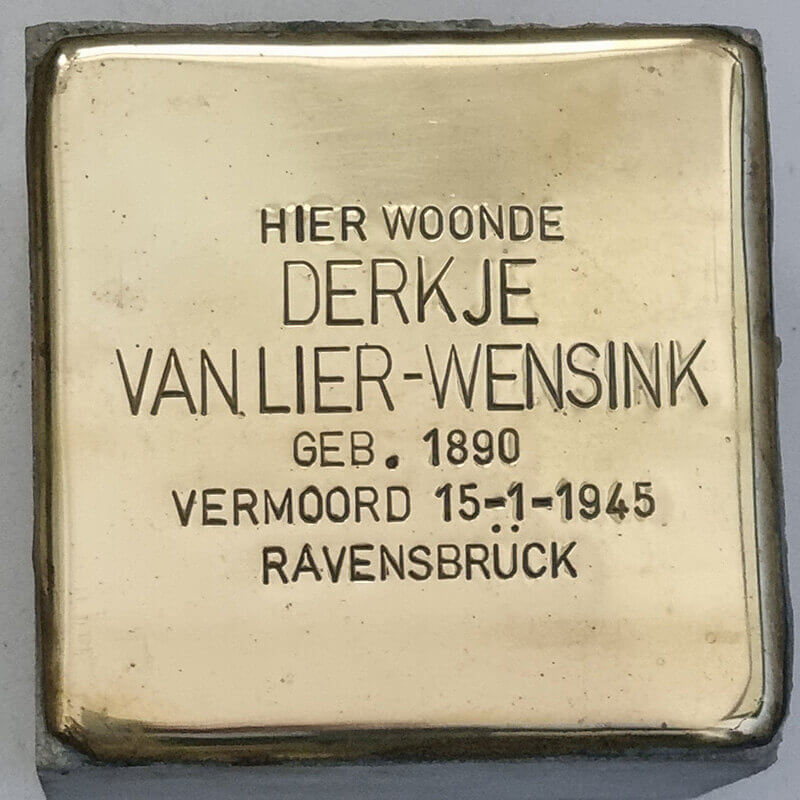 HIER WOONDE
DERKJE
VAN LIER-WENSINK
GEB. 1890
VERMOORD 15-1-1945
RAVENSBRÜCK